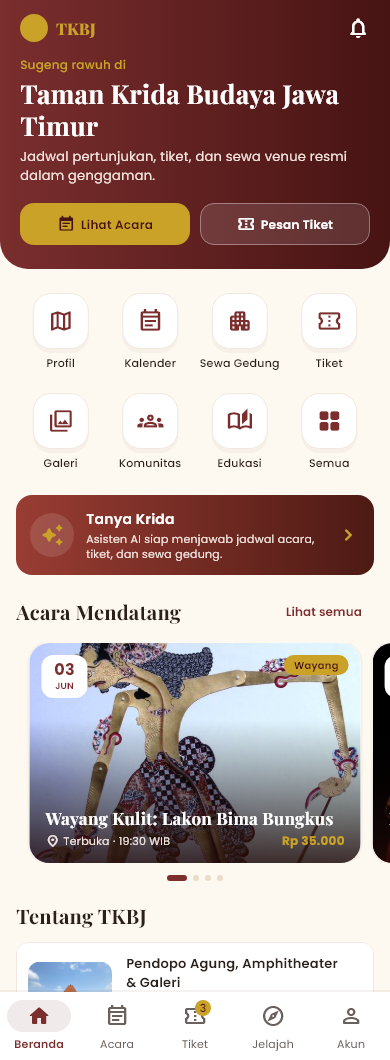 TKBJ
Sugeng rawuh di
Taman Krida Budaya Jawa
Timur
Jadwal pertunjukan, tiket, dan sewa venue resmi
dalam genggaman.
Lihat Acara
Pesan Tiket
Profil
Kalender
Sewa Gedung
Tiket
Galeri
Komunitas
Edukasi
Semua
Tanya Krida
Asisten AI siap menjawab jadwal acara,
tiket, dan sewa gedung.
Acara Mendatang
Lihat semua
03
JUN
Wayang
Wayang Kulit: Lakon Bima Bungkus
Terbuka · 19:30 WIB
Rp 35.000
Tentang TKBJ
Pendopo Agung, Amphitheater
& Galeri
3
Beranda
Acara
Tiket
Jelajah
Akun